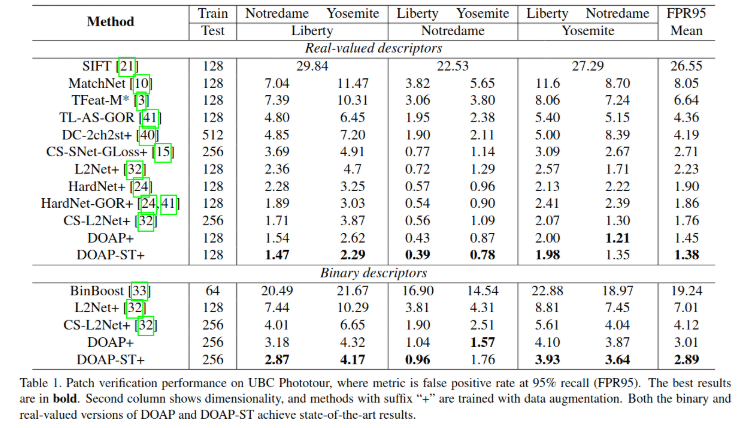 Method Train Notredame Yosemite Liberty Yosemite Liberty Notredame FPR95
Test Liberty Notredame Yosemite Mean
Real-valued descriptors
SIFT [21] 128 29.84 22.53 27.29 26.55
MatchNet [10] 128 7.04 11.47 3.82 5.65 11.6 8.70 8.05
TFeat-M* [3] 128 7.39 10.31 3.06 3.80 8.06 7.24 6.64
TL-AS-GOR [41] 128 4.80 6.45 1.95 2.38 5.40 5.15 4.36
DC-2ch2st+ [40] 512 4.85 7.20 1.90 2.11 5.00 8.39 4.19
CS-SNet-GLoss+ [15] 256 3.69 4.91 0.77 1.14 3.09 2.67 2.71
L2Net+ [32] 128 2.36 4.7 0.72 1.29 2.57 1.71 2.23
HardNet+ [24] 128 2.28 3.25 0.57 0.96 2.13 2.22 1.90
HardNet-GOR+ [24, 41] 128 1.89 3.03 0.54 0.90 2.41 2.39 1.86
CS-L2Net+ [32] 256 1.71 3.87 0.56 1.09 2.07 1.30 1.76
DOAP+ 128 1.54 2.62 0.43 0.87 2.00 1.21 1.45
DOAP-ST+ 128 1.47 2.29 0.39 0.78 1.98 1.35 1.38
Binary descriptors
BinBoost [33] 64 20.49 21.67 16.90 14.54 22.88 18.97 19.24
L2Net+ [32] 128 7.44 10.29 3.81 4.31 8.81 7.45 7.01
CS-L2Net+ [32] 256 4.01 6.65 1.90 2.51 5.61 4.04 4.12
DOAP+ 256 3.18 4.32 1.04 1.57 4.10 3.87 3.01
DOAP-ST+ 256 2.87 4.17 0.96 1.76 3.93 3.64 2.89
Table 1. Patch verification performance on UBC Phototour, where metric is false positive rate at 95% recall (FPR95). The best results
are in bold. Second column shows dimensionality, and methods with suffix “+” are trained with data augmentation. Both the binary and
real-valued versions of DOAP and DOAP-ST achieve state-of-the-art results.